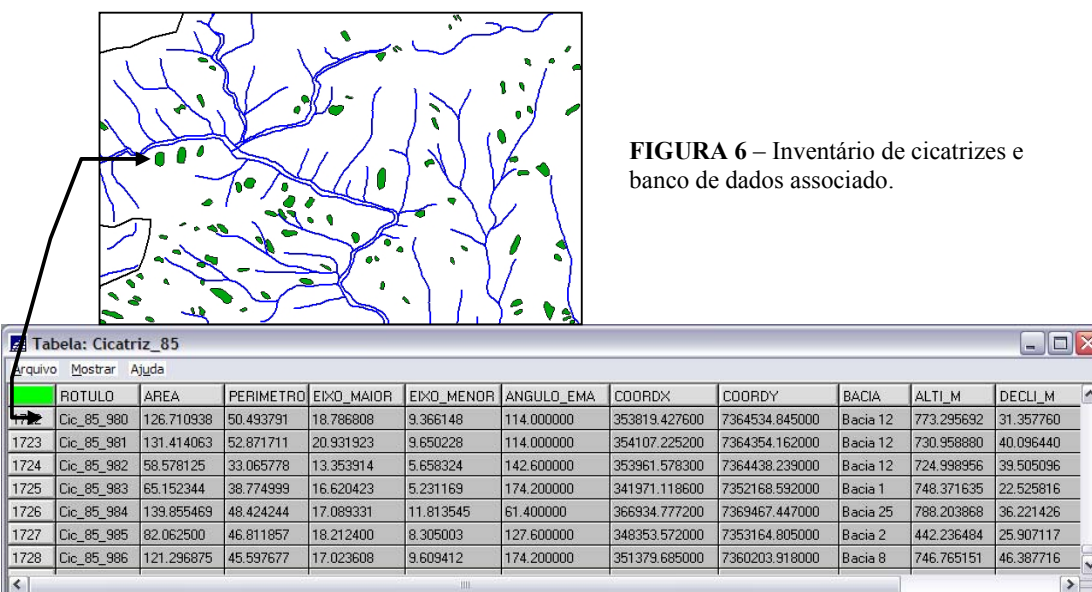 FIGURA 6 – Inventário de cicatrizes e
banco de dados associado.
Tabela: Cicatriz_85
Arquivo Mostrar Ajuda
ROTULO AREA PERIMETRO EIXO_MAIOR EIXO_MENOR ANGULO_EMA COORDX COORDY BACIA ALTI_M DECLI_M
1722 Cic_85_980 126.710938 50.493791 18.786808 9.366148 114.000000 353819.427600 7364534.845000 Bacia 12 773.295692 31.357760
1723 Cic_85_981 131.414063 52.871711 20.931923 9.650228 114.000000 354107.225200 7364354.162000 Bacia 12 730.958880 40.096440
1724 Cic_85_982 58.578125 33.065778 13.353914 5.658324 142.600000 353961.578300 7364438.239000 Bacia 12 724.998956 39.505096
1725 Cic_85_983 65.152344 38.774999 16.620423 5.231169 174.200000 341971.118600 7352168.592000 Bacia 1 748.371635 22.525816
1726 Cic_85_984 139.855469 48.424244 17.089331 11.813545 61.400000 366934.777200 7369467.447000 Bacia 25 788.203868 36.221426
1727 Cic_85_985 82.062500 46.811857 18.212400 8.305003 127.600000 348353.572000 7353164.805000 Bacia 2 442.236484 25.907117
1728 Cic_85_986 121.296875 45.597677 17.023608 9.609412 174.200000 351379.685000 7360203.918000 Bacia 8 746.765151 46.387716